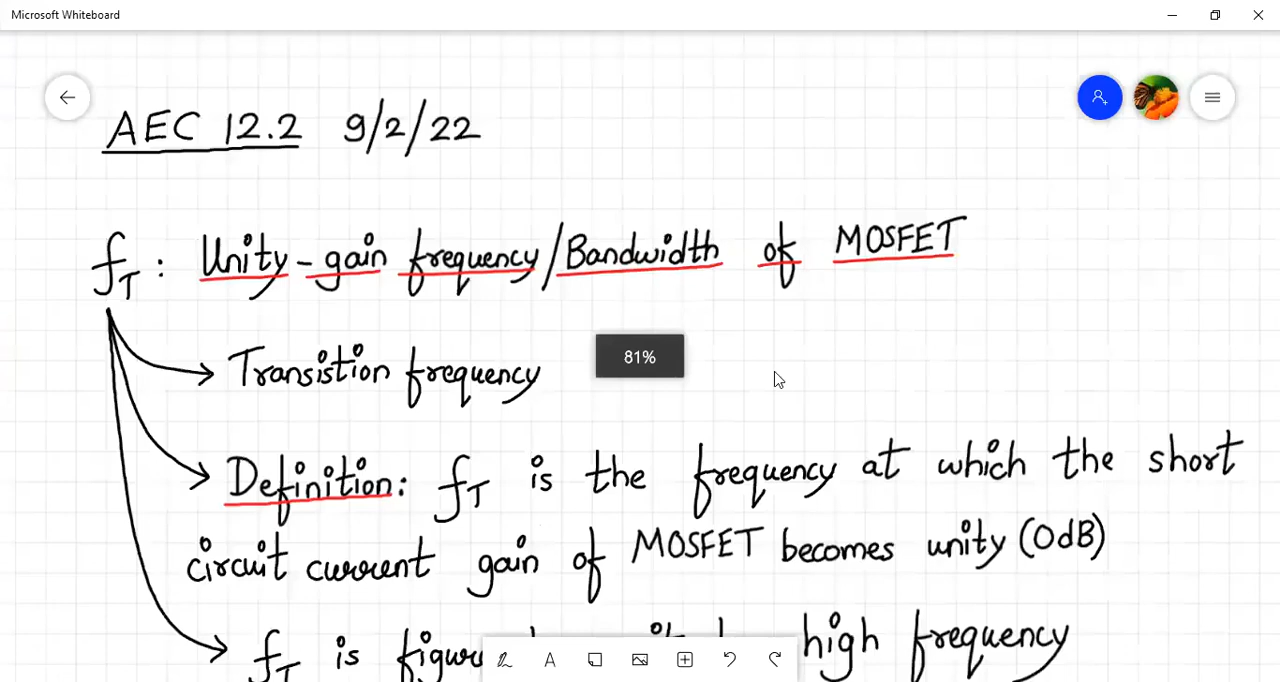 Microsoft Whiteboard
AEC 12.2 9/2/22
fT : Unity-gain frequency/Bandwidth of MOSFET
81%
Transistion frequency
Definition: fT is the frequency at which the short
circuit current gain of MOSFET becomes unity (0dB)
fT is high frequency